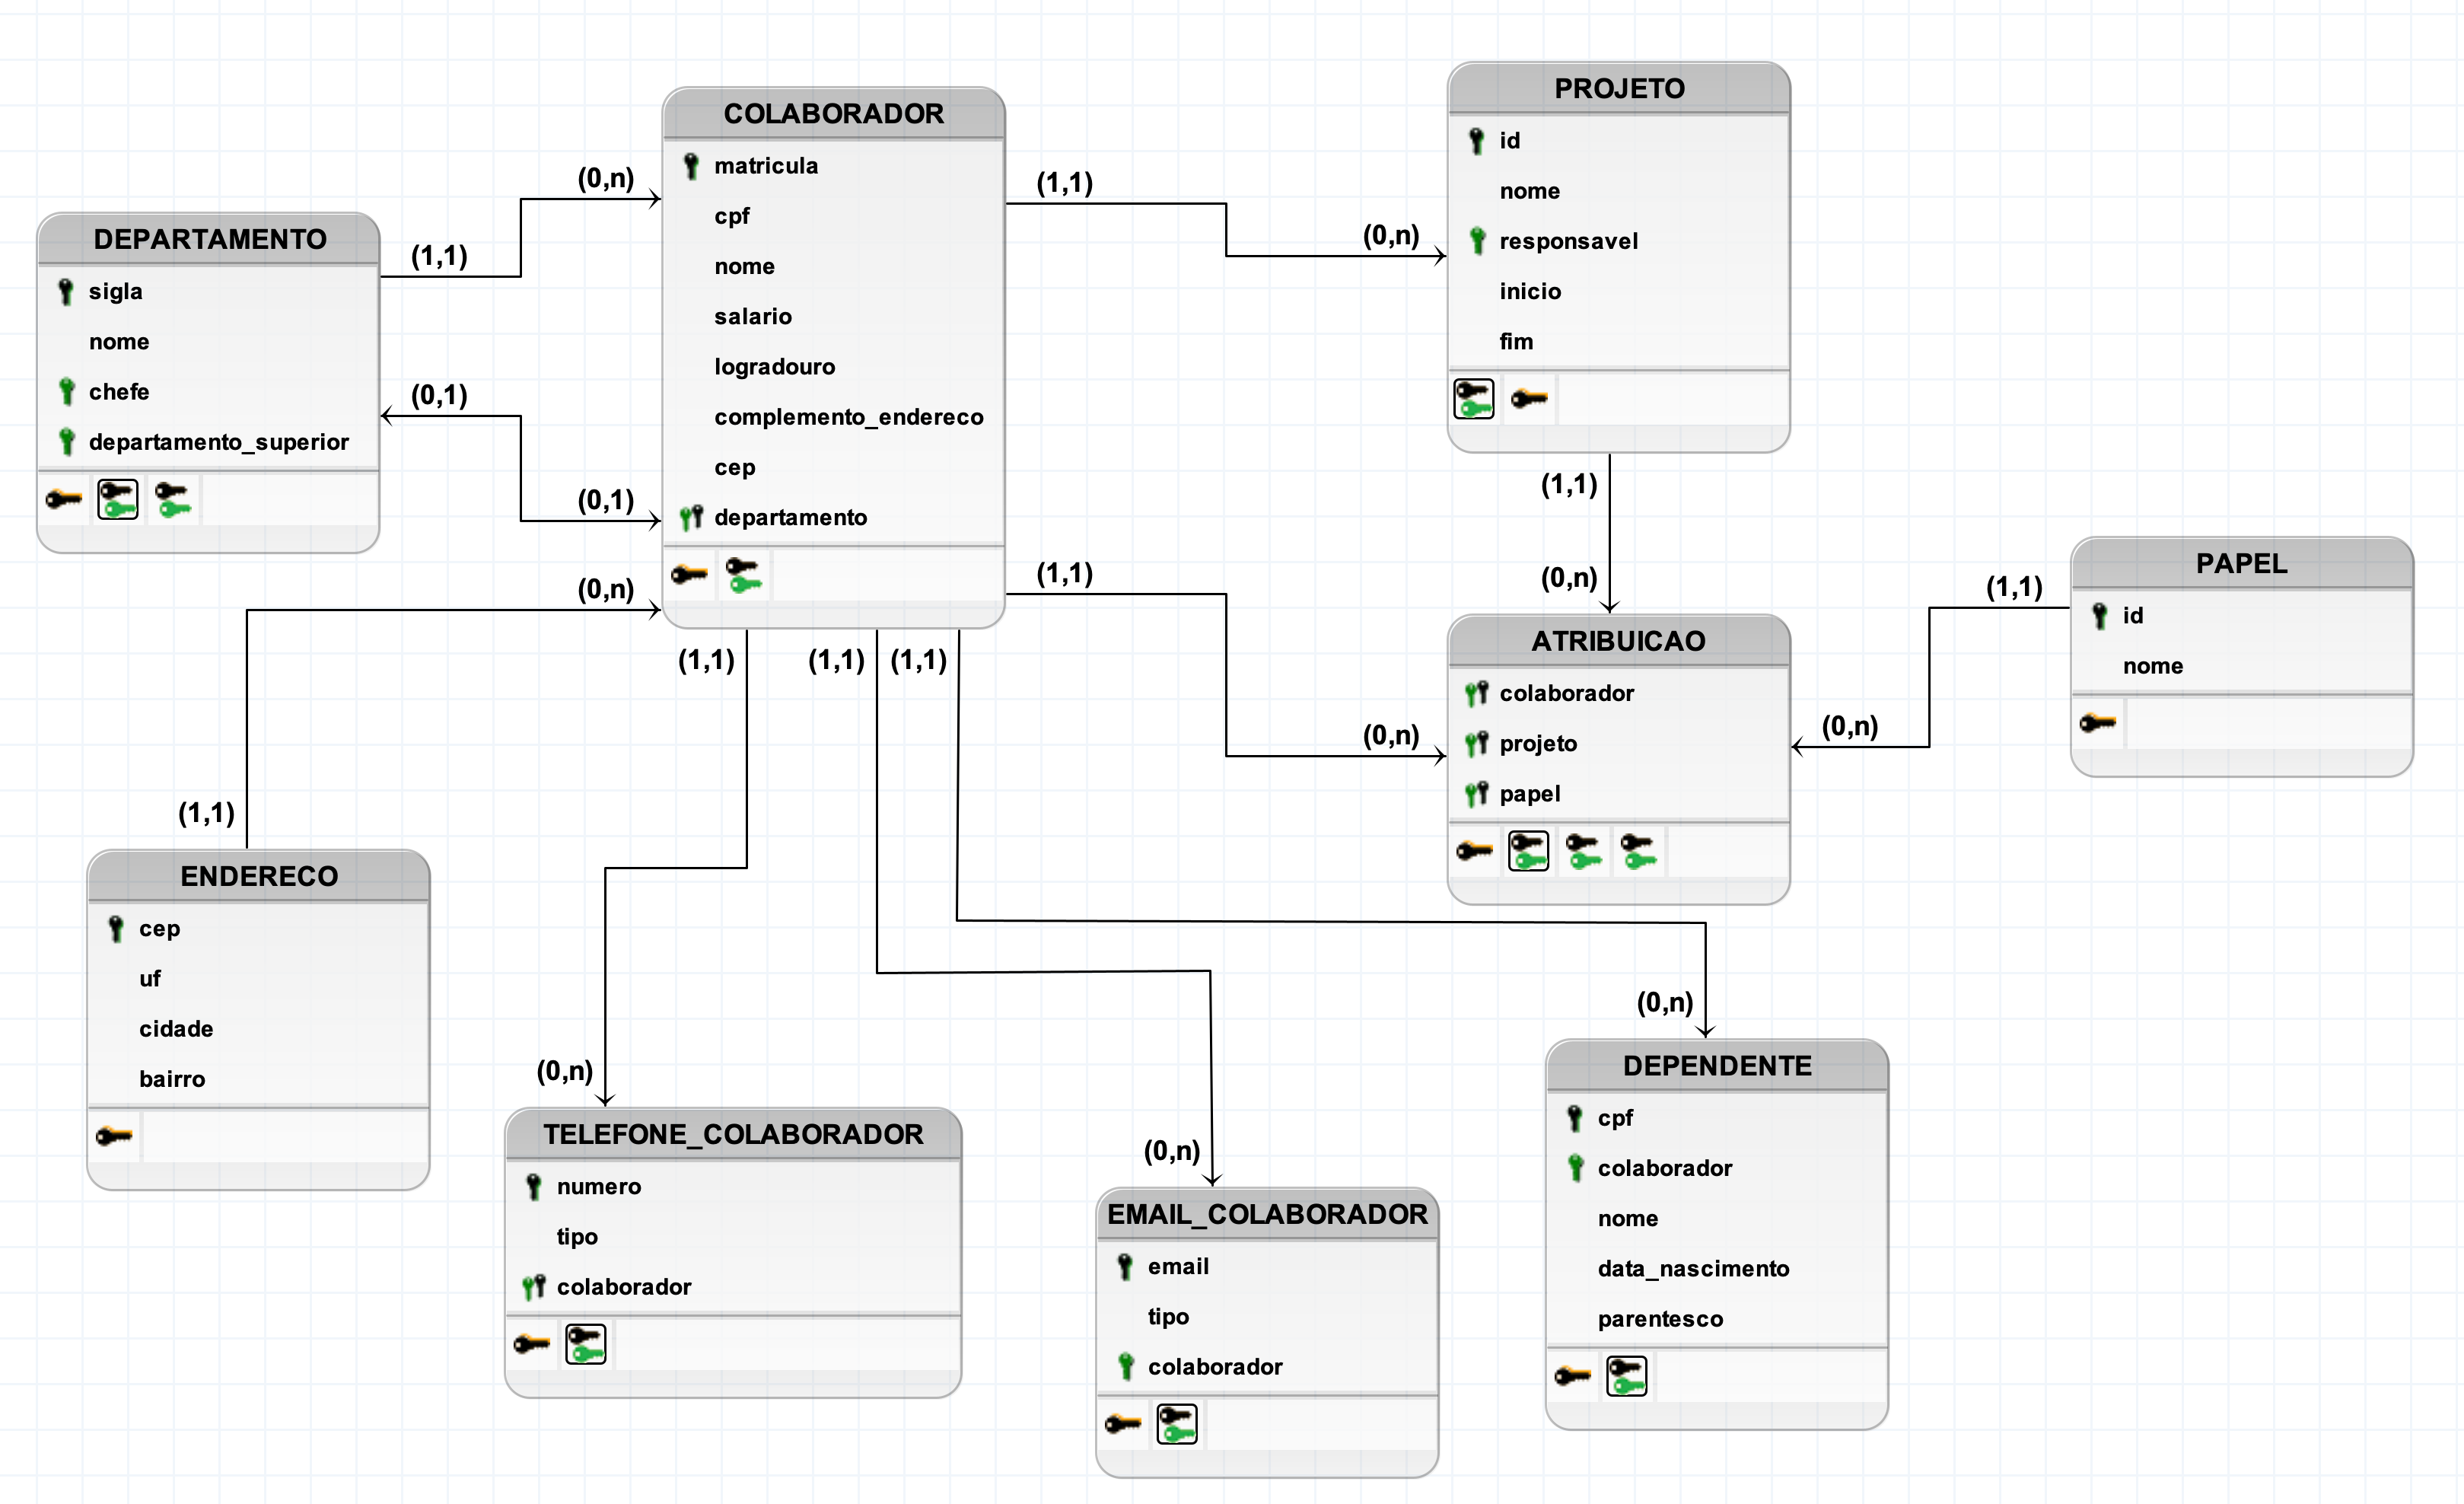 PROJETO
id
nome
responsavel
inicio
fim
COLABORADOR
matricula
cpf
nome
salario
logradouro
complemento_endereco
cep
departamento
DEPARTAMENTO
sigla
nome
chefe
departamento_superior
(0,n)
(1,1)
(0,1)
(0,1)
(1,1)
(0,n)
(1,1)
(0,n)
(1,1)
(0,n)
PAPEL
id
nome
(1,1)
(0,n)
ATRIBUICAO
colaborador
projeto
papel
(0,n)
(1,1)
(1,1)
(1,1)
(1,1)
ENDERECO
cep
uf
cidade
bairro
(0,n)
TELEFONE_COLABORADOR
numero
tipo
colaborador
(0,n)
EMAIL_COLABORADOR
email
tipo
colaborador
(0,n)
DEPENDENTE
cpf
colaborador
nome
data_nascimento
parentesco